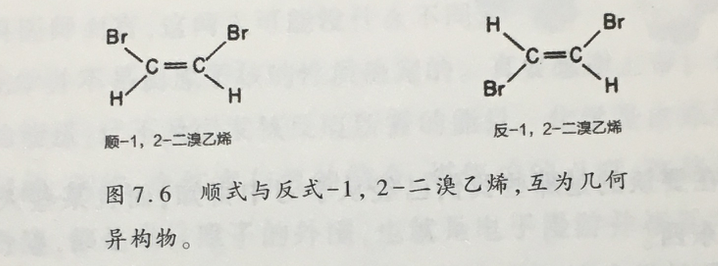 Br Br H Br
C=C C=C
H H Br H
顺-1，2-二溴乙烯 反-1，2-二溴乙烯
图 7.6 顺式与反式-1，2-二溴乙烯，互为几何
异构物。